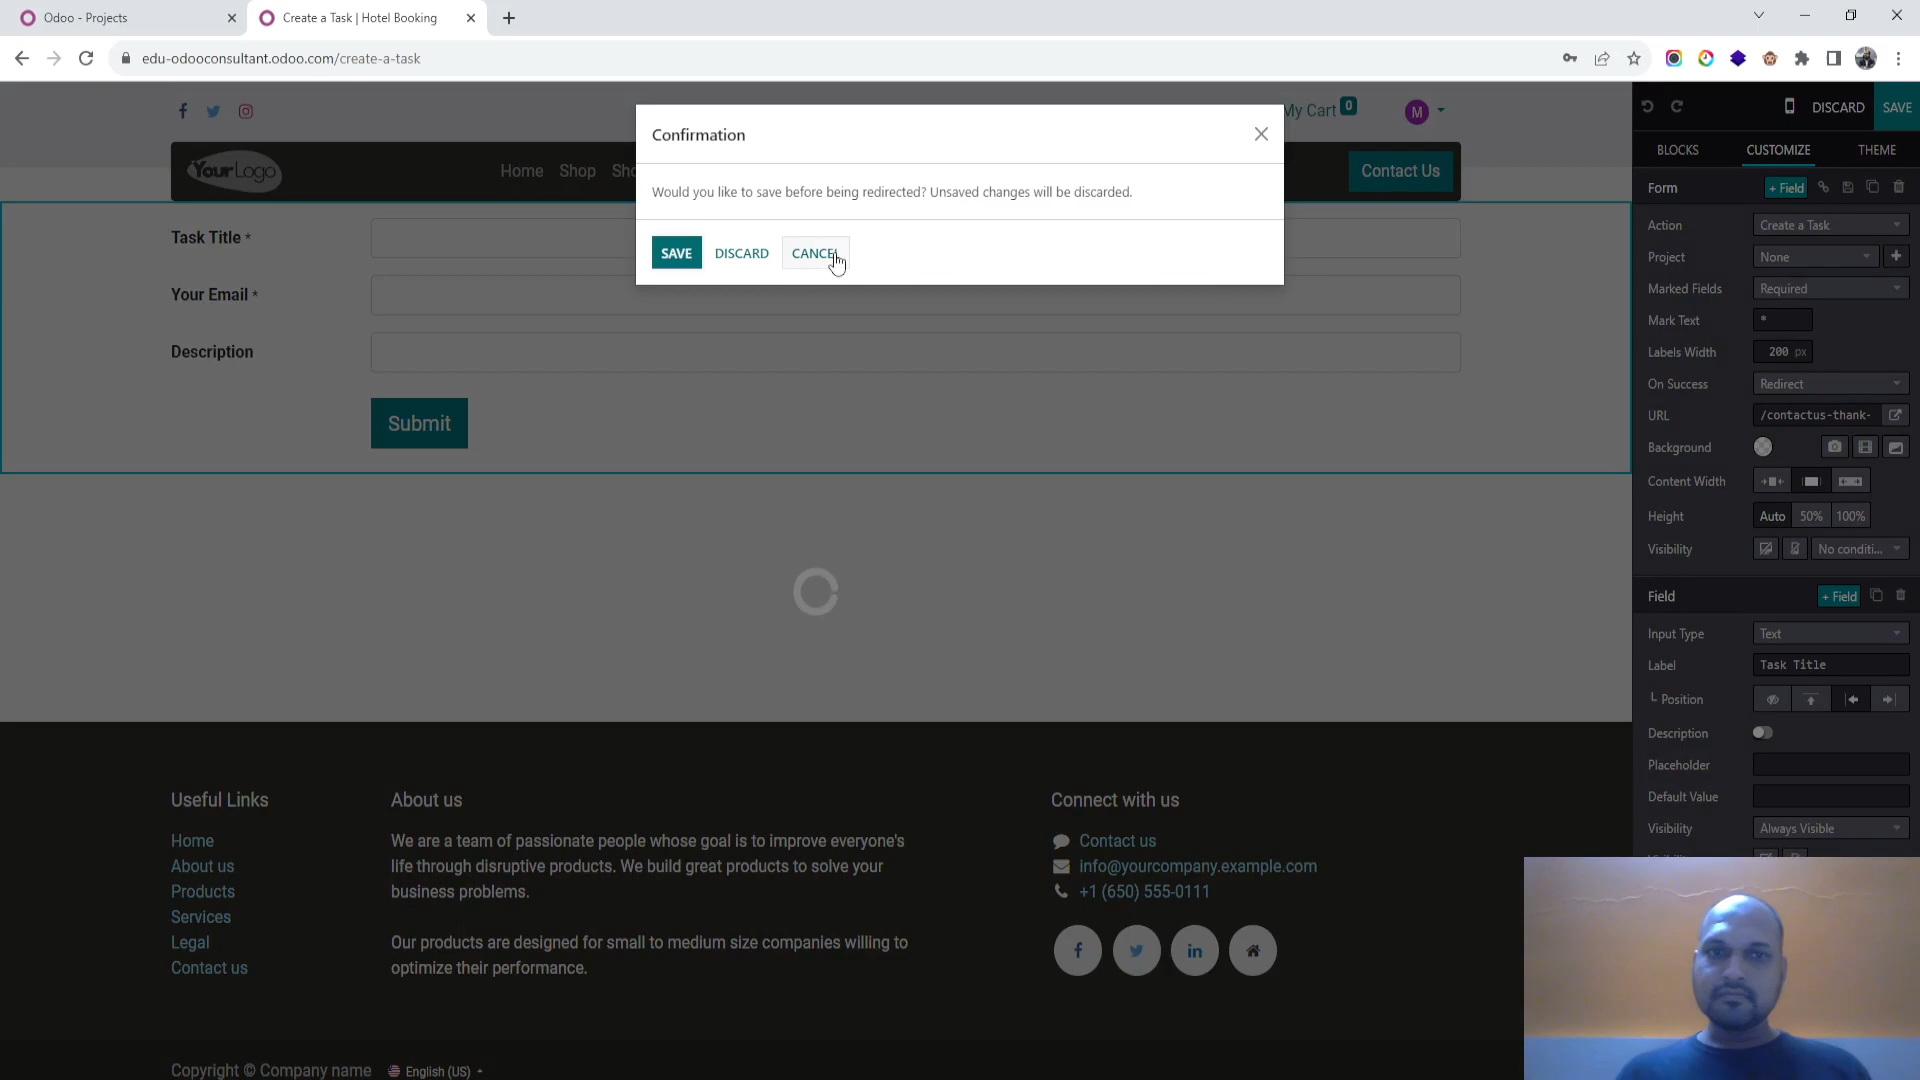 Odoo - Projects
Create a Task | Hotel Booking
edu-odooconsultant.odoo.com/create-a-task
My Cart 0
M
YourLogo
Home
Shop
Sho
Contact Us
Confirmation
Would you like to save before being redirected? Unsaved changes will be discarded.
SAVE
DISCARD
CANCEL
Task Title *
Your Email *
Description
Submit
DISCARD
SAVE
BLOCKS
CUSTOMIZE
THEME
Form
+ Field
Action
Create a Task
Project
None
Marked Fields
Required
Mark Text
*
Labels Width
200 px
On Success
Redirect
URL
/contactus-thank-
Background
Content Width
Height
Auto
50%
100%
Visibility
No conditi...
Field
+ Field
Input Type
Text
Label
Task Title
Position
Description
Placeholder
Default Value
Visibility
Always Visible
Useful Links
Home
About us
Products
Services
Legal
Contact us
About us
We are a team of passionate people whose goal is to improve everyone's
life through disruptive products. We build great products to solve your
business problems.
Our products are designed for small to medium size companies willing to
optimize their performance.
Connect with us
Contact us
info@yourcompany.example.com
+1 (650) 555-0111
Copyright © Company name
English (US)